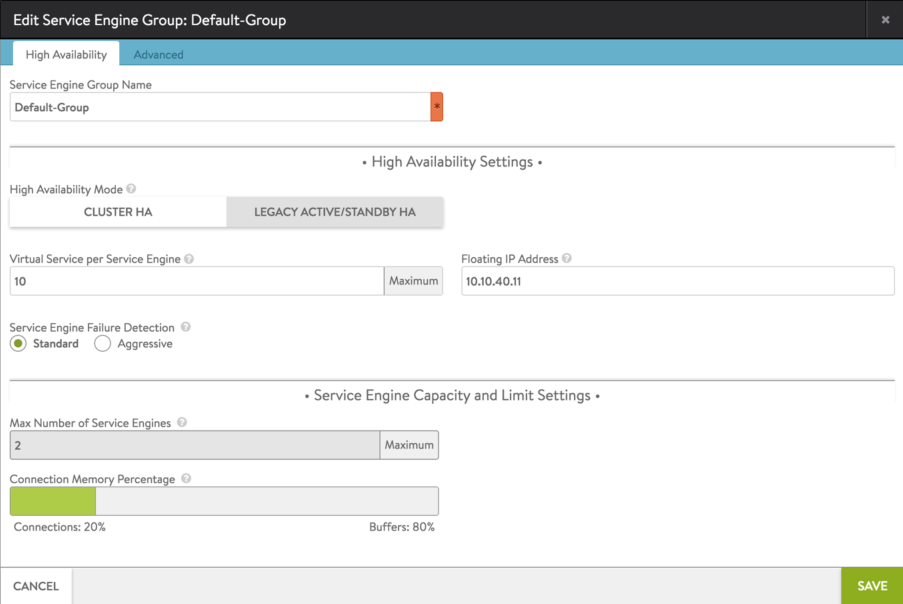 Edit Service Engine Group: Default-Group ×
High Availability Advanced
Service Engine Group Name
Default-Group *
• High Availability Settings •
High Availability Mode ?
CLUSTER HA LEGACY ACTIVE/STANDBY HA
Virtual Service per Service Engine ? Floating IP Address ?
10 Maximum 10.10.40.11
Service Engine Failure Detection ?
Standard Aggressive
• Service Engine Capacity and Limit Settings •
Max Number of Service Engines ?
2 Maximum
Connection Memory Percentage ?
Connections: 20% Buffers: 80%
CANCEL SAVE